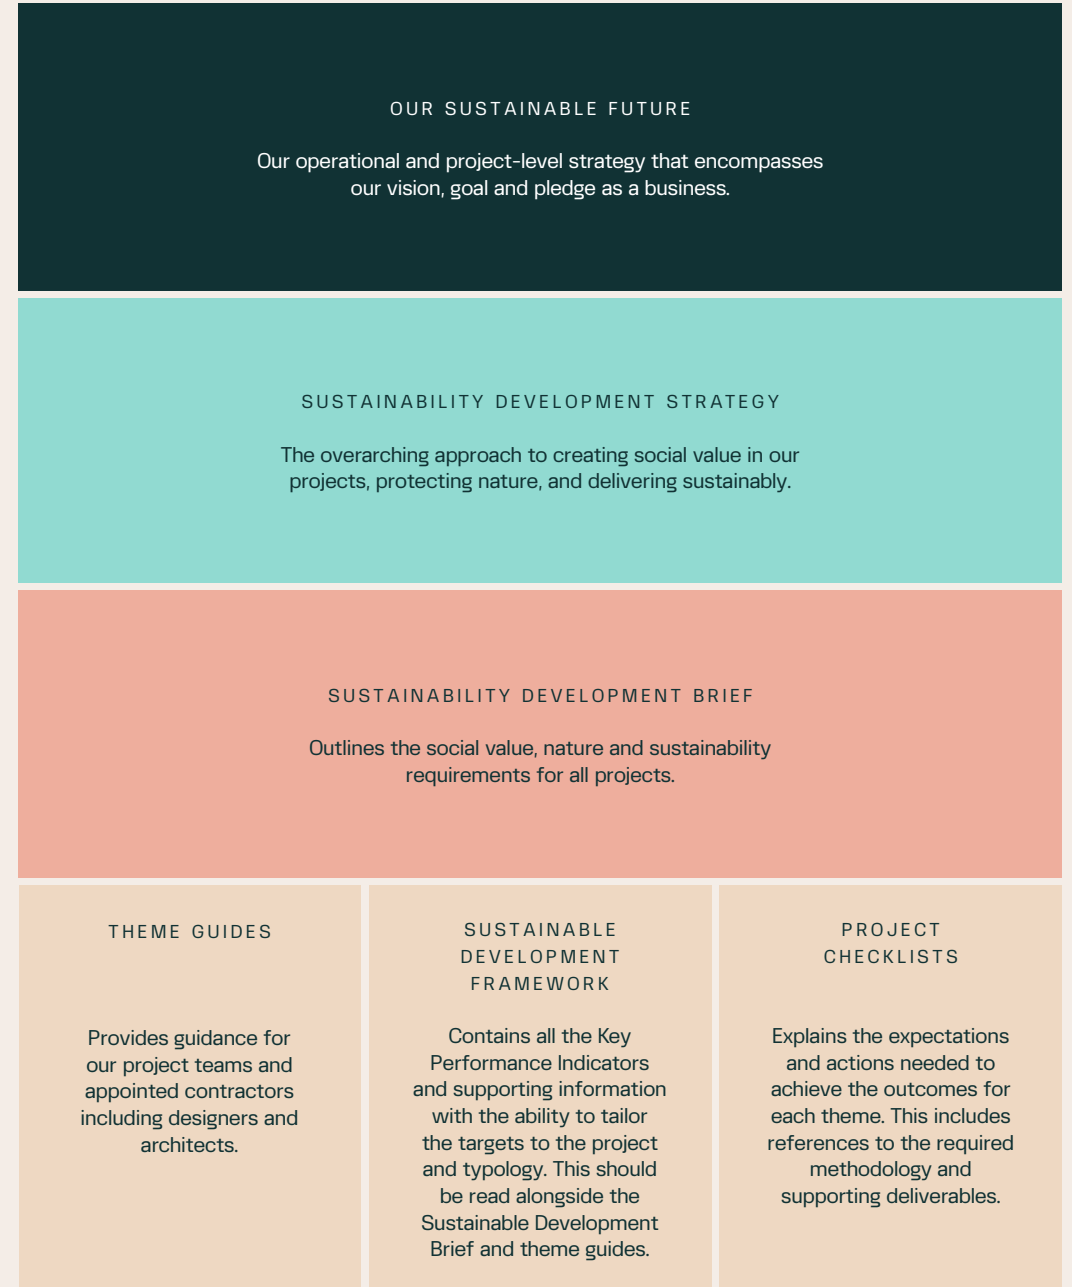 OUR SUSTAINABLE FUTURE
Our operational and project-level strategy that encompasses
our vision, goal and pledge as a business.
SUSTAINABILITY DEVELOPMENT STRATEGY
The overarching approach to creating social value in our
projects, protecting nature, and delivering sustainably.
SUSTAINABILITY DEVELOPMENT BRIEF
Outlines the social value, nature and sustainability
requirements for all projects.
THEME GUIDES
Provides guidance for
our project teams and
appointed contractors
including designers and
architects.
SUSTAINABLE
DEVELOPMENT
FRAMEWORK
Contains all the Key
Performance Indicators
and supporting information
with the ability to tailor
the targets to the project
and typology. This should
be read alongside the
Sustainable Development
Brief and theme guides.
PROJECT
CHECKLISTS
Explains the expectations
and actions needed to
achieve the outcomes for
each theme. This includes
references to the required
methodology and
supporting deliverables.